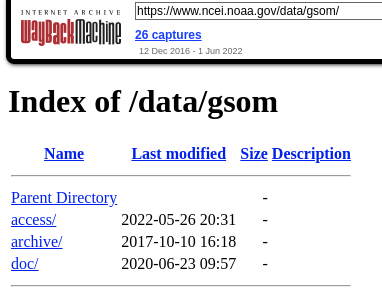 INTERNET ARCHIVE
WayBackMachine
https://www.ncei.noaa.gov/data/gsom/
26 captures
12 Dec 2016 - 1 Jun 2022
Index of /data/gsom
Name Last modified Size Description
Parent Directory -
access/ 2022-05-26 20:31 -
archive/ 2017-10-10 16:18 -
doc/ 2020-06-23 09:57 -